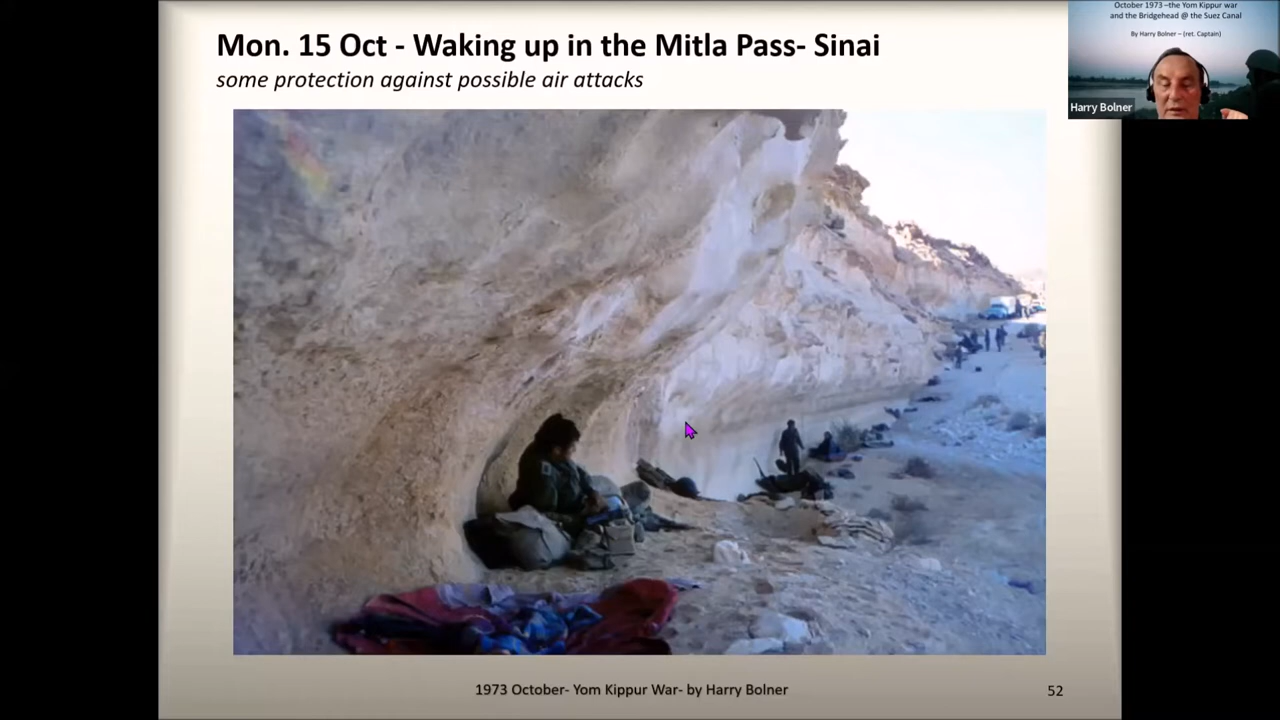 Mon. 15 Oct - Waking up in the Mitla Pass- Sinai
some protection against possible air attacks
October 1973 –the Yom Kippur war
and the Bridgehead @ the Suez Canal
By Harry Bolner – (ret. Captain)
Harry Bolner
1973 October- Yom Kippur War- by Harry Bolner
52